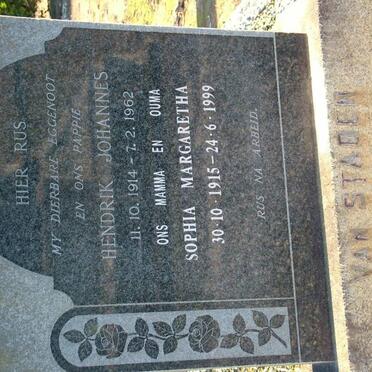 HIER RUS
MY DIERBARE EGGENOOT
EN ONS PAPPIE
HENDRIK JOHANNES
11.10.1914 – 7.2.1962
ONS MAMMA EN OUMA
SOPHIA MARGARETHA
30·10·1915–24·6·1999
RUS NA ARBEID.
VAN STADEN